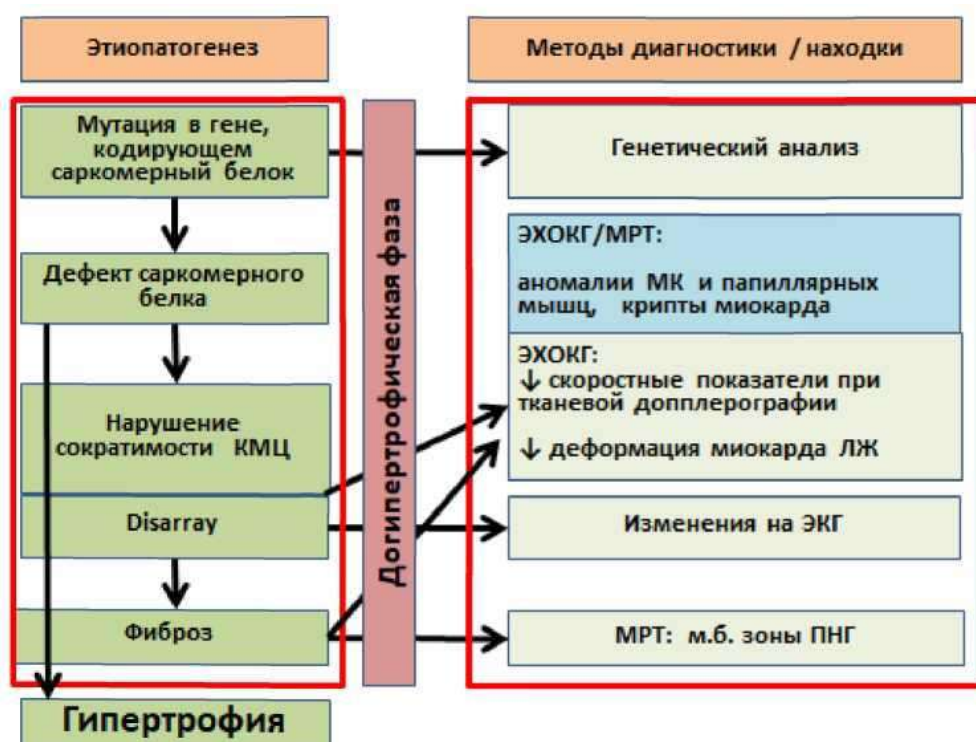 Этиопатогенез
Методы диагностики / находки
Мутация в гене,
кодирующем
саркомерный белок
Дефект саркомерного
белка
Нарушение
сократимости КМЦ
Disarray
Фиброз
Гипертрофия
Догипертрофическая фаза
Генетический анализ
ЭХОКГ/МРТ:
аномалии МК и папиллярных
мышц, крипты миокарда
ЭХОКГ:
↓ скоростные показатели при
тканевой допплерографии
↓ деформация миокарда ЛЖ
Изменения на ЭКГ
МРТ: м.б. зоны ПНГ